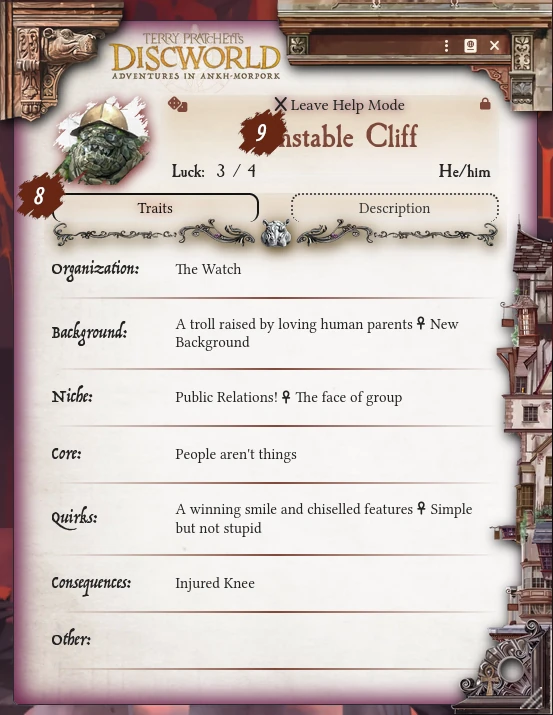 TERRY PRATCHETT'S
DISCWORLD
ADVENTURES IN ANKH-MORPORK
Leave Help Mode
9 nstable Cliff
Luck: 3 / 4 He/him
8
Traits Description
Organization: The Watch
Background: A troll raised by loving human parents ☥ New
Background
Niche: Public Relations! ☥ The face of group
Core: People aren't things
Quirks: A winning smile and chiselled features ☥ Simple
but not stupid
Consequences: Injured Knee
Other: